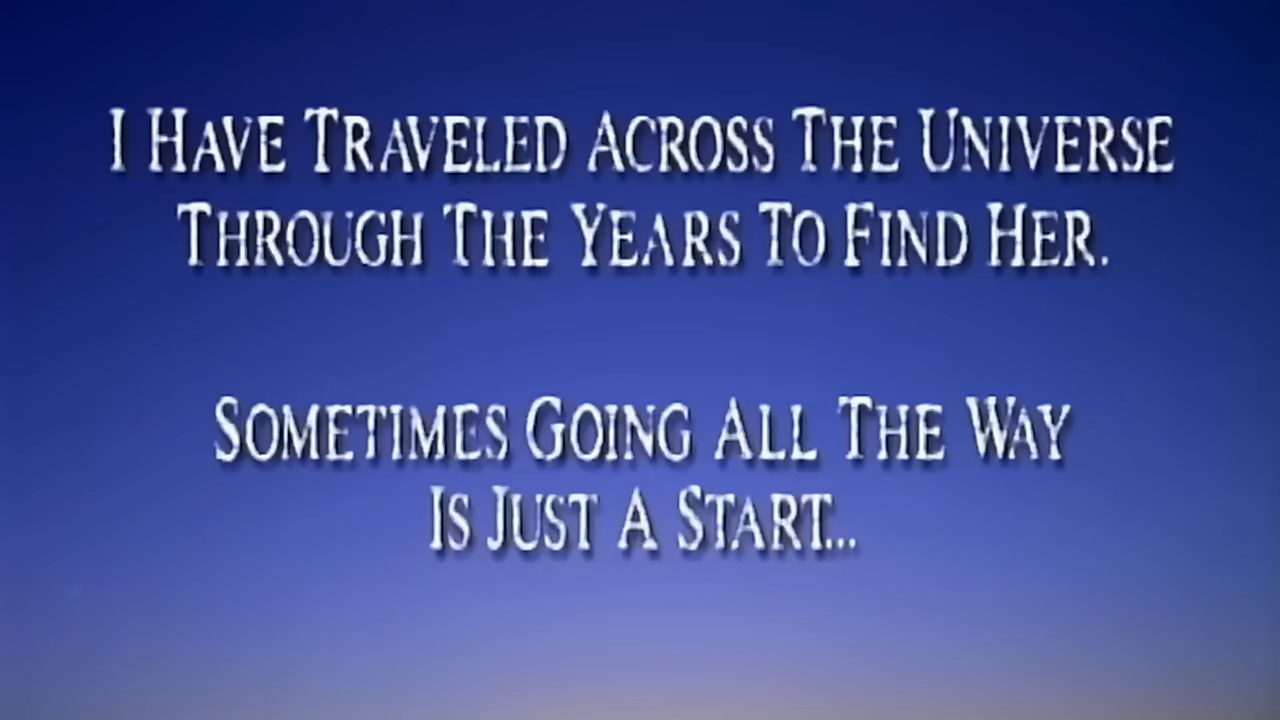 I Have Traveled Across The Universe
Through The Years To Find Her.
Sometimes Going All The Way
Is Just A Start...